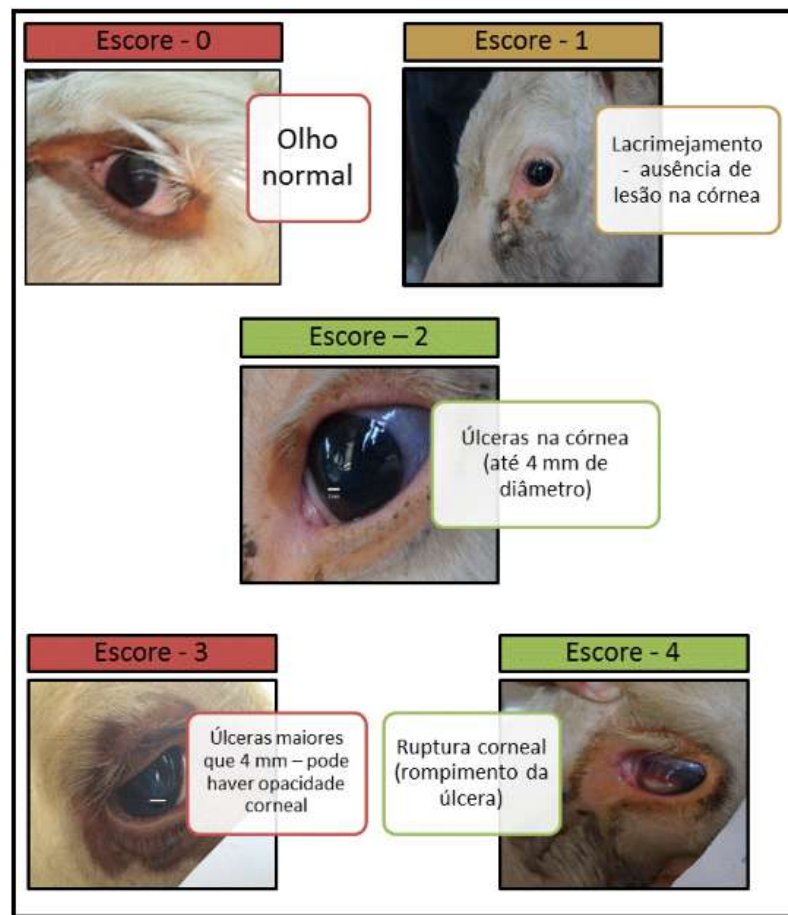 Escore - 0
Olho
normal
Escore - 1
Lacrimejamento
- ausência de
lesão na córnea
Escore – 2
Úlceras na córnea
(até 4 mm de
diâmetro)
Escore - 3
Úlceras maiores
que 4 mm – pode
haver opacidade
corneal
Escore - 4
Ruptura corneal
(rompimento da
úlcera)